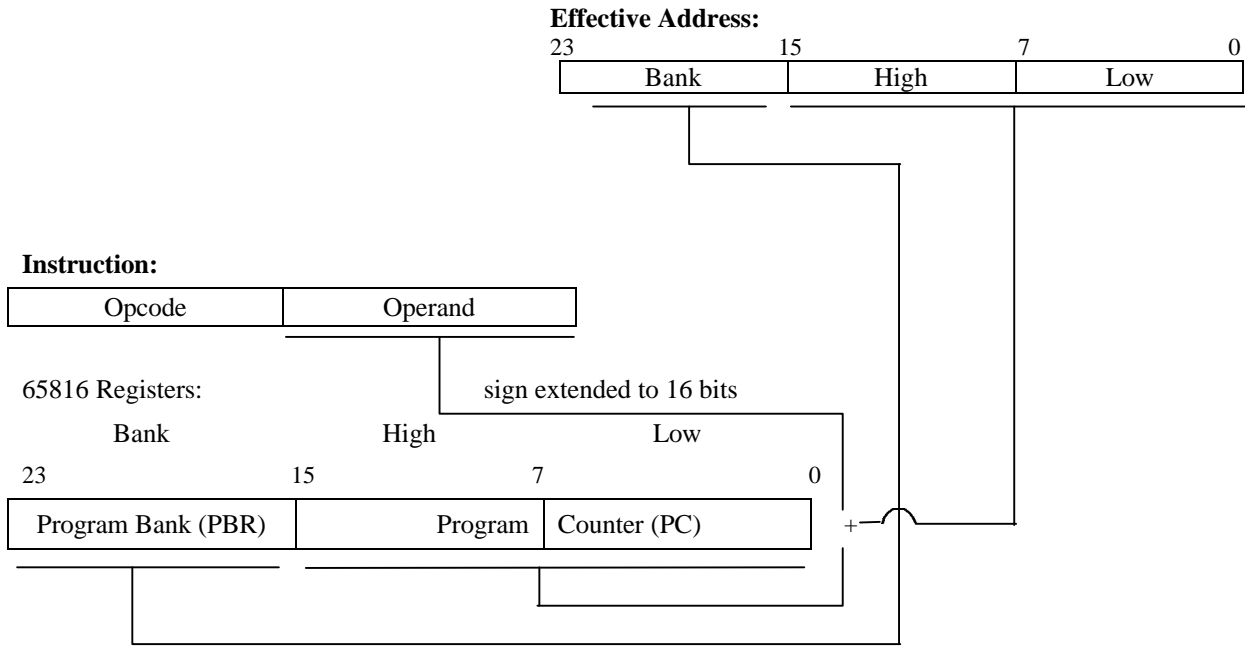 Effective Address:
23 15 7 0
Bank High Low
Instruction:
Opcode Operand
65816 Registers: sign extended to 16 bits
Bank High Low
23 15 7 0
Program Bank (PBR) Program Counter (PC) +